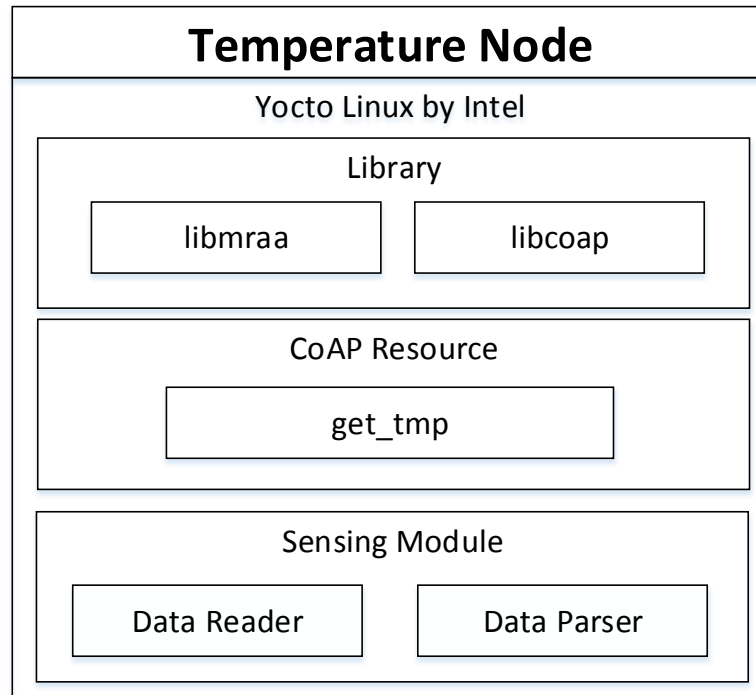 Temperature Node
Yocto Linux by Intel
Library
libmraa
libcoap
CoAP Resource
get_tmp
Sensing Module
Data Reader
Data Parser